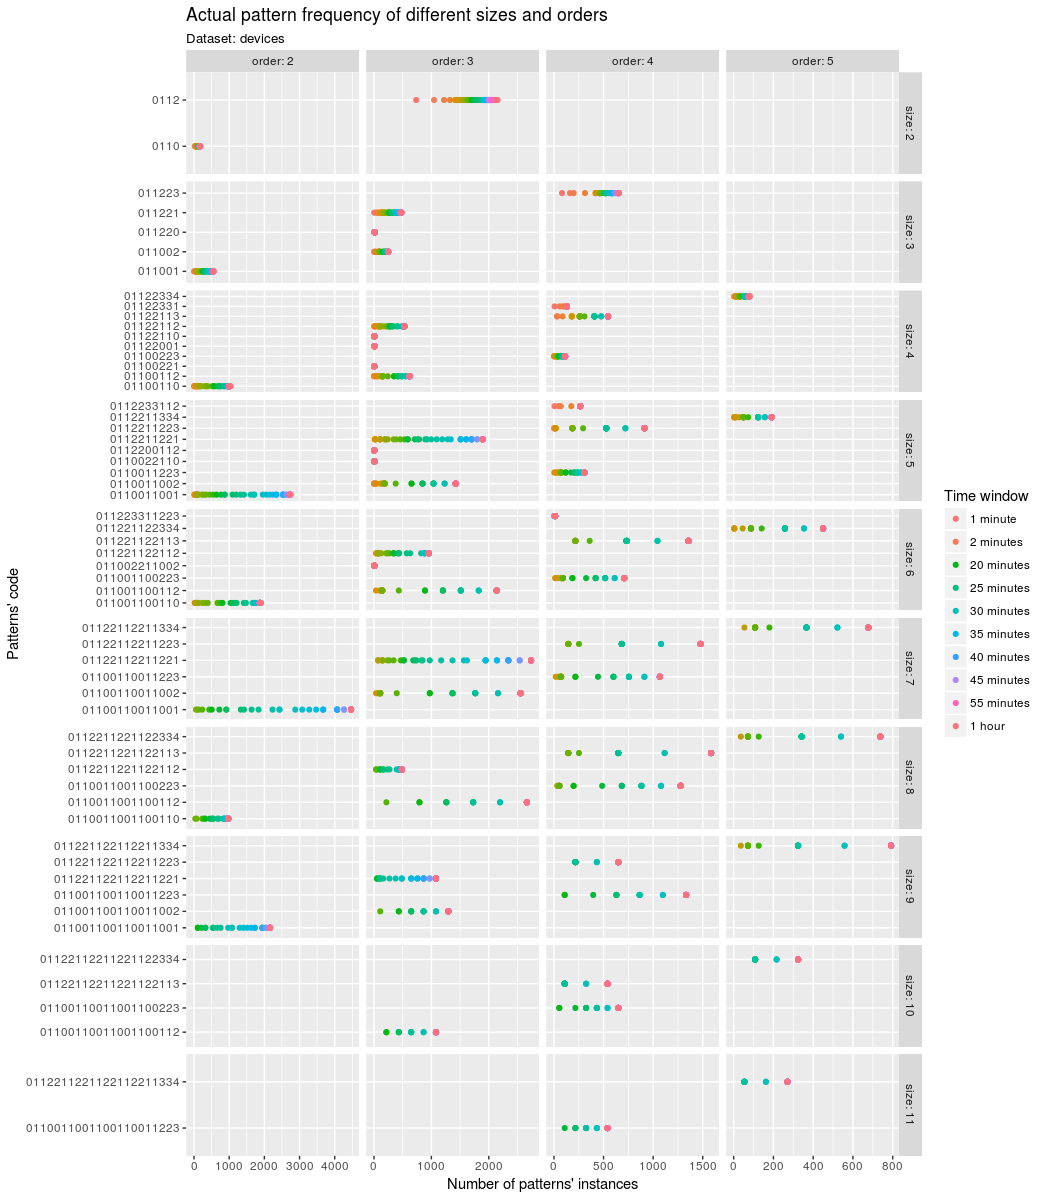 Actual pattern frequency of different sizes and orders
Dataset: devices
order: 2
order: 3
order: 4
order: 5
0112
0110
size: 2
011223
011221
011220
011002
011001
size: 3
01122334
01122331
01122113
01122112
01122110
01122001
01100223
01100221
01100112
01100110
size: 4
0112233112
0112211334
0112211223
0112211221
0112200112
0110022110
0110011223
0110011002
0110011001
size: 5
011223311223
011221122334
011221122113
011221122112
011002211002
011001100223
011001100112
011001100110
size: 6
01122112211334
01122112211223
01122112211221
01100110011223
01100110011002
01100110011001
size: 7
0112211221122334
0112211221122113
0112211221122112
0110011001100223
0110011001100112
0110011001100110
size: 8
011221122112211334
011221122112211223
011221122112211221
011001100110011223
011001100110011002
011001100110011001
size: 9
01122112211221122334
01122112211221122113
01100110011001100223
01100110011001100112
size: 10
0112211221122112211334
0110011001100110011223
size: 11
0 1000 2000 3000 4000
0 1000 2000
0 500 1000 1500
0 200 400 600 800
Number of patterns' instances
Patterns' code
Time window
1 minute
2 minutes
20 minutes
25 minutes
30 minutes
35 minutes
40 minutes
45 minutes
55 minutes
1 hour